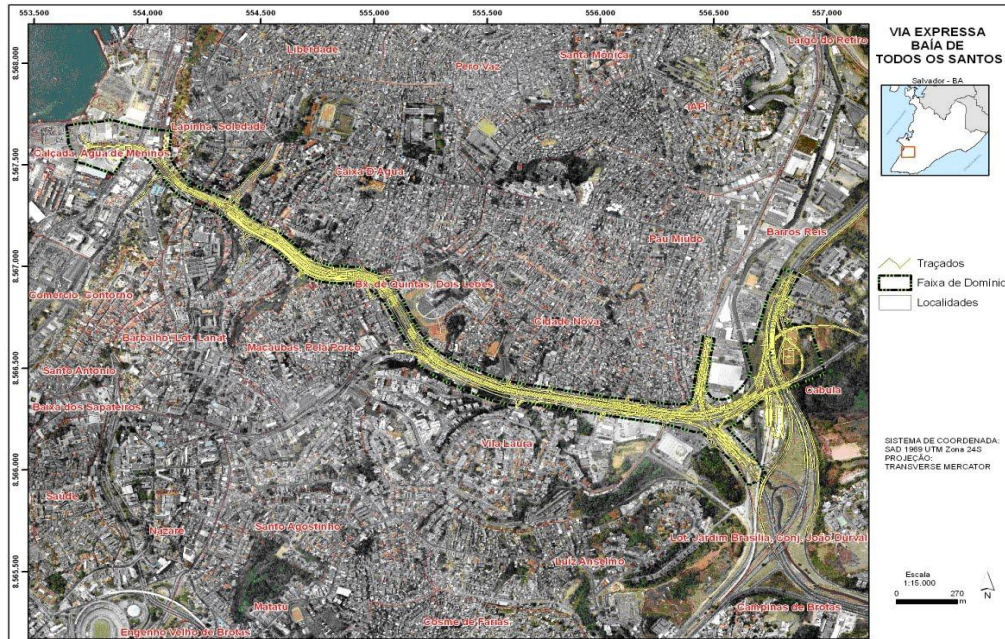 553,500 554,000 554,500 555,000 555,500 556,000 556,500 557,000
VIA EXPRESSA
BAÍA DE
TODOS OS SANTOS
Salvador - BA
8.568.000
8.567.500
8.567.000
8.566.500
8.566.000
8.565.500
Liberdade
Pero Vaz
Santa Mônica
Largo do Retiro
IAPI
Lapinha, Soledade
Calçada, Água de Meninos
Caixa D'Água
Pau Miúdo
Barros Reis
Comércio, Contorno
Bx. de Quintas, Dois Leões
Cidade Nova
Barbalho, Lot. Lanat
Macaúbas, Pela Porco
Santo Antonio
Baixa dos Sapateiros
Cabula
Vila Laura
Saúde
Nazaré
Santo Agostinho
Luiz Anselmo
Lot. Jardim Brasília, Conj. João Durval
Matatu
Campinas de Brotas
Engenho Velho de Brotas
Cosme de Farias
Traçados
Faixa de Domínio
Localidades
SISTEMA DE COORDENADA:
SAD 1969 UTM Zona 24S
PROJEÇÃO:
TRANSVERSE MERCATOR
Escala
1:15.000
0 270
m
N